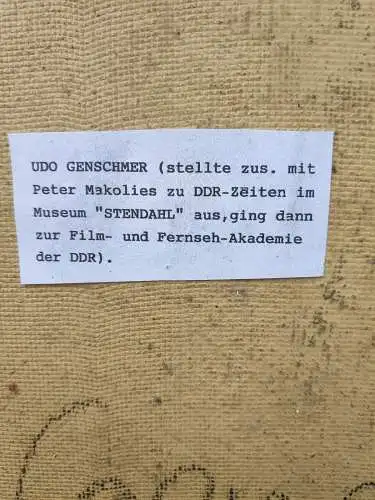 UDO GENSCHMER (stellte zus. mit
Peter Makolies zu DDR-Zëiten im
Museum "STENDAHL" aus,ging dann
zur Film- und Fernseh-Akademie
der DDR).